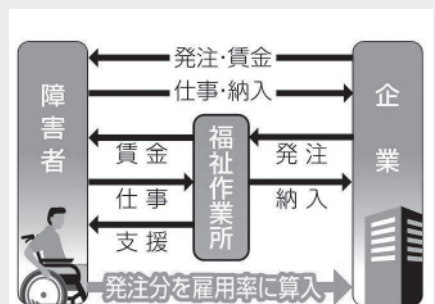 発注・賃金
仕事・納入
障害者
企業
福祉作業所
賃金
発注
仕事
納入
支援
発注分を雇用率に算入